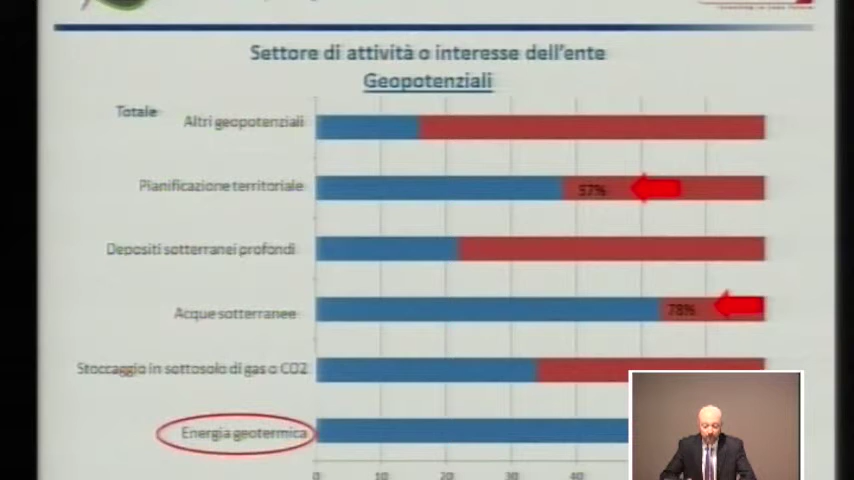 Settore di attività o interesse dell'ente
Geopotenziali
Totale
Altri geopotenziali
Pianificazione territoriale
57%
Depositi sotterranei profondi
Acque sotterranee
78%
Stoccaggio in sottosolo di gas o CO2
Energia geotermica
0 10 20 30 40